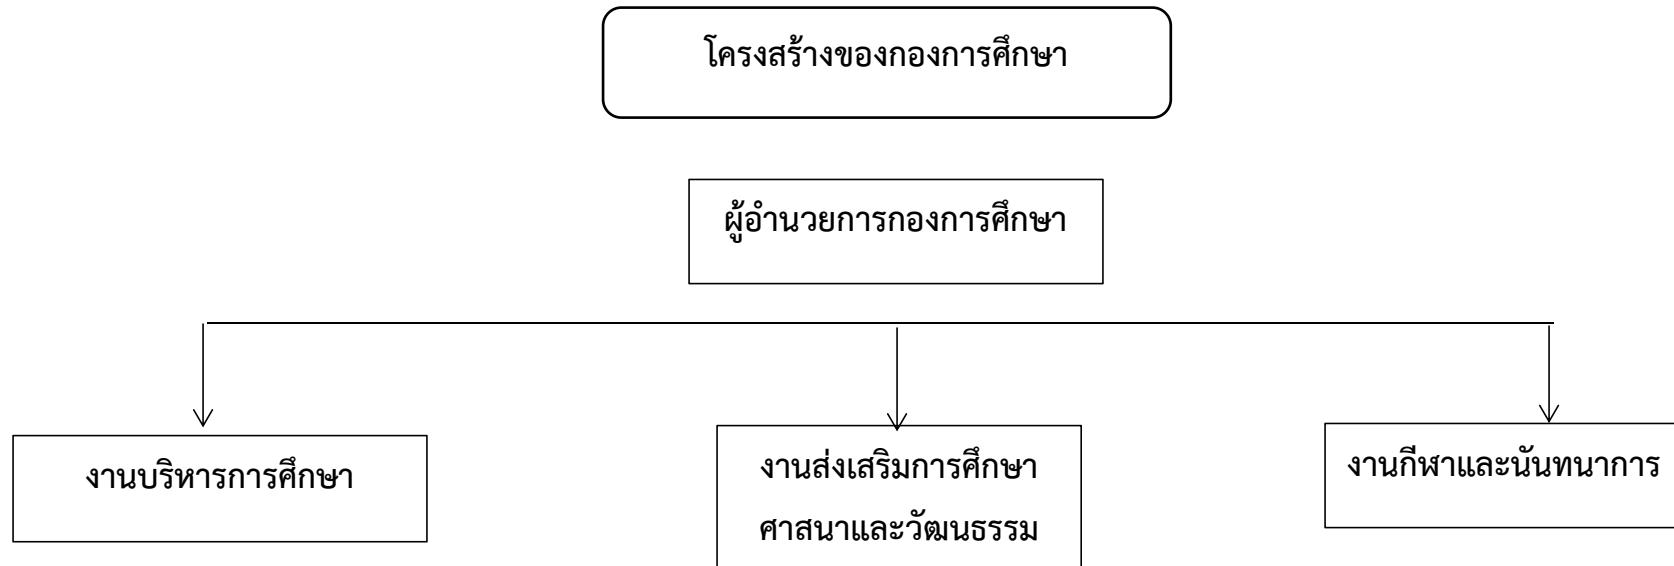 โครงสร้างของกองการศึกษา
ผู้อำนวยการกองการศึกษา
งานบริหารการศึกษา
งานส่งเสริมการศึกษา
ศาสนาและวัฒนธรรม
งานกีฬาและนันทนาการ